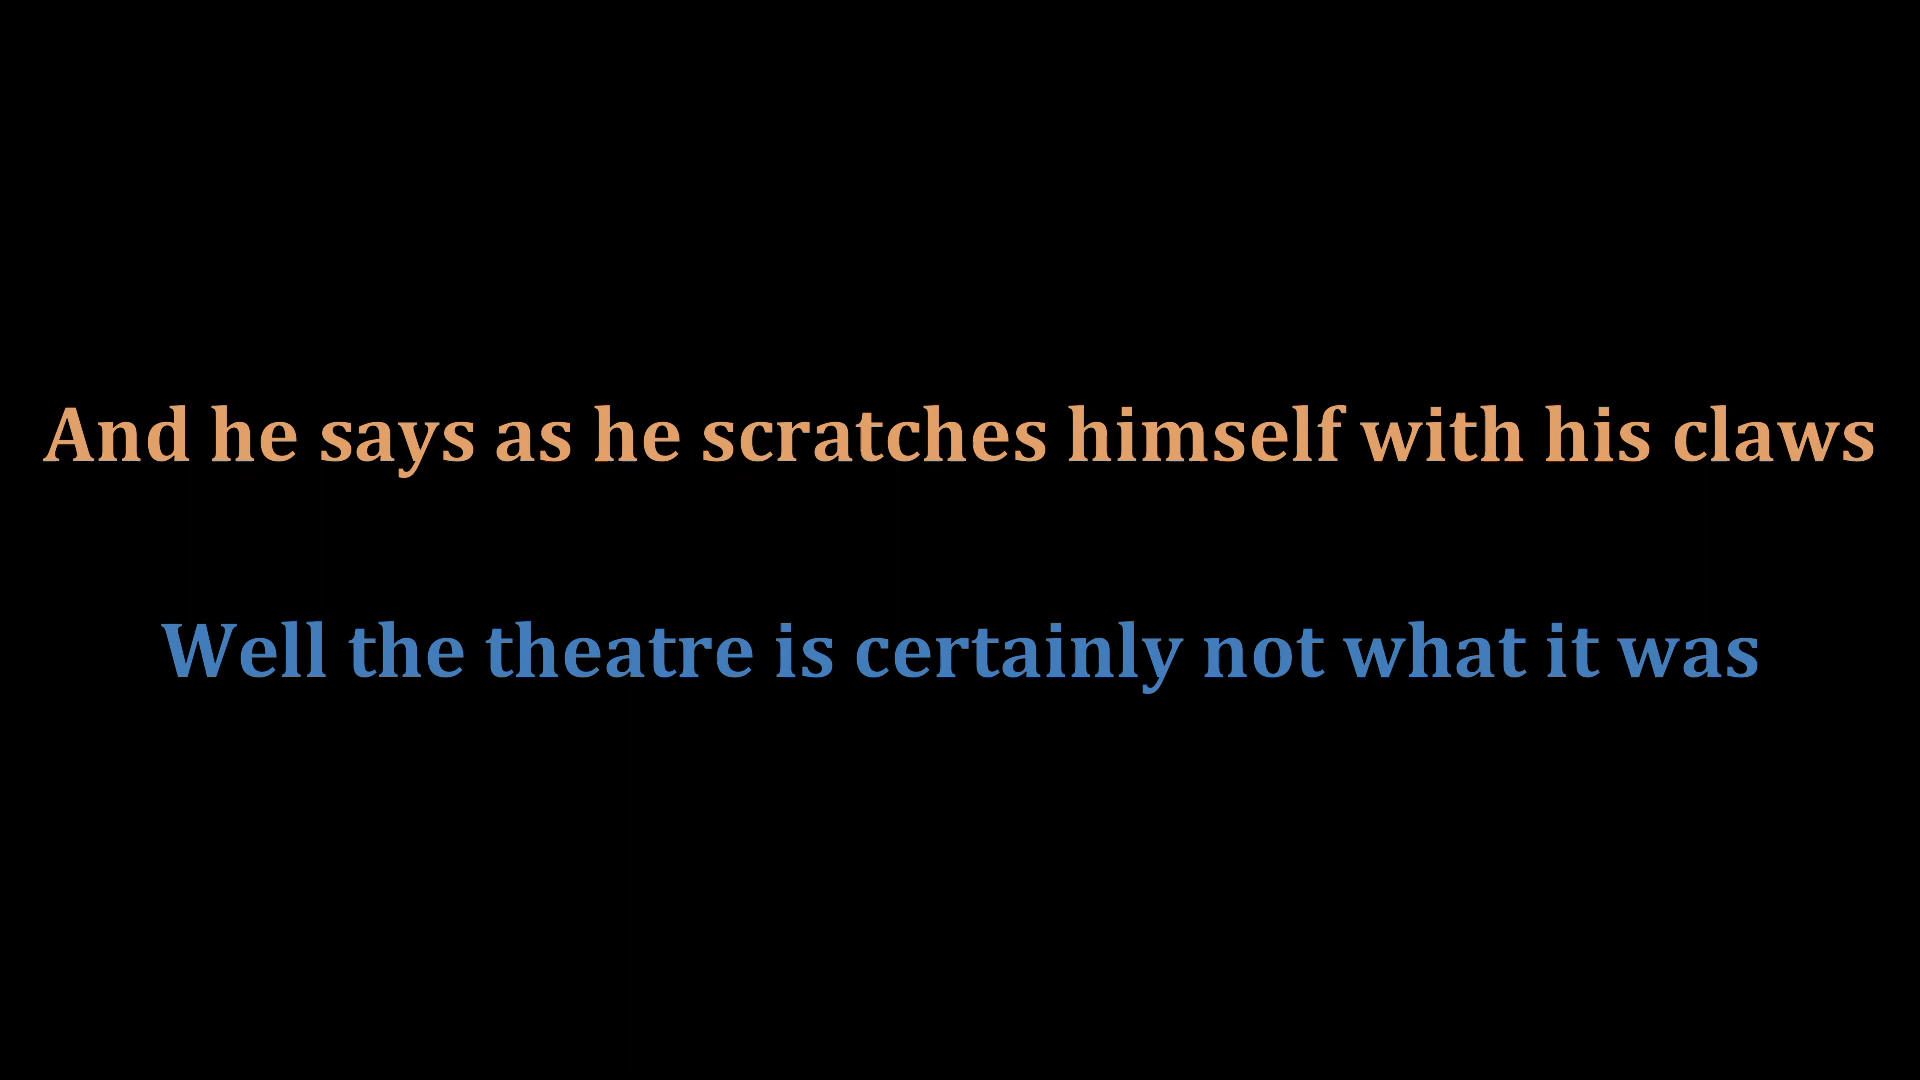 And he says as he scratches himself with his claws
Well the theatre is certainly not what it was